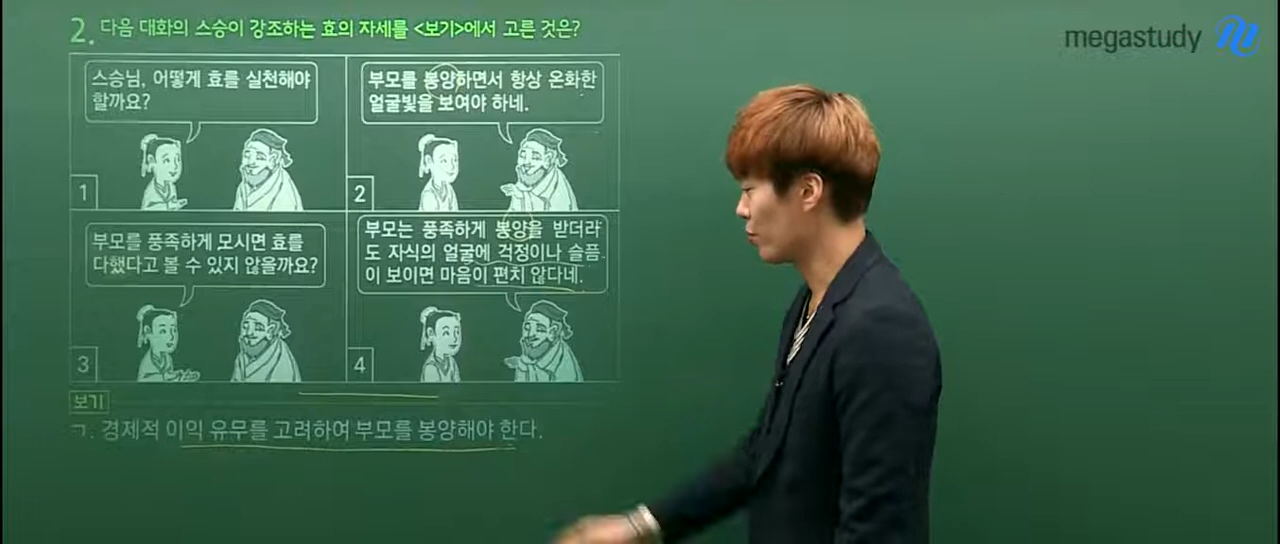 2. 다음 대화의 스승이 강조하는 효의 자세를 <보기>에서 고른 것은?
megastudy
스승님, 어떻게 효를 실천해야
할까요?
1
부모를 봉양하면서 항상 온화한
얼굴빛을 보여야 하네.
2
부모를 풍족하게 모시면 효를
다했다고 볼 수 있지 않을까요?
3
부모는 풍족하게 봉양을 받더라
도 자식의 얼굴에 걱정이나 슬픔
이 보이면 마음이 편치 않다네.
4
보기
ㄱ. 경제적 이익 유무를 고려하여 부모를 봉양해야 한다.